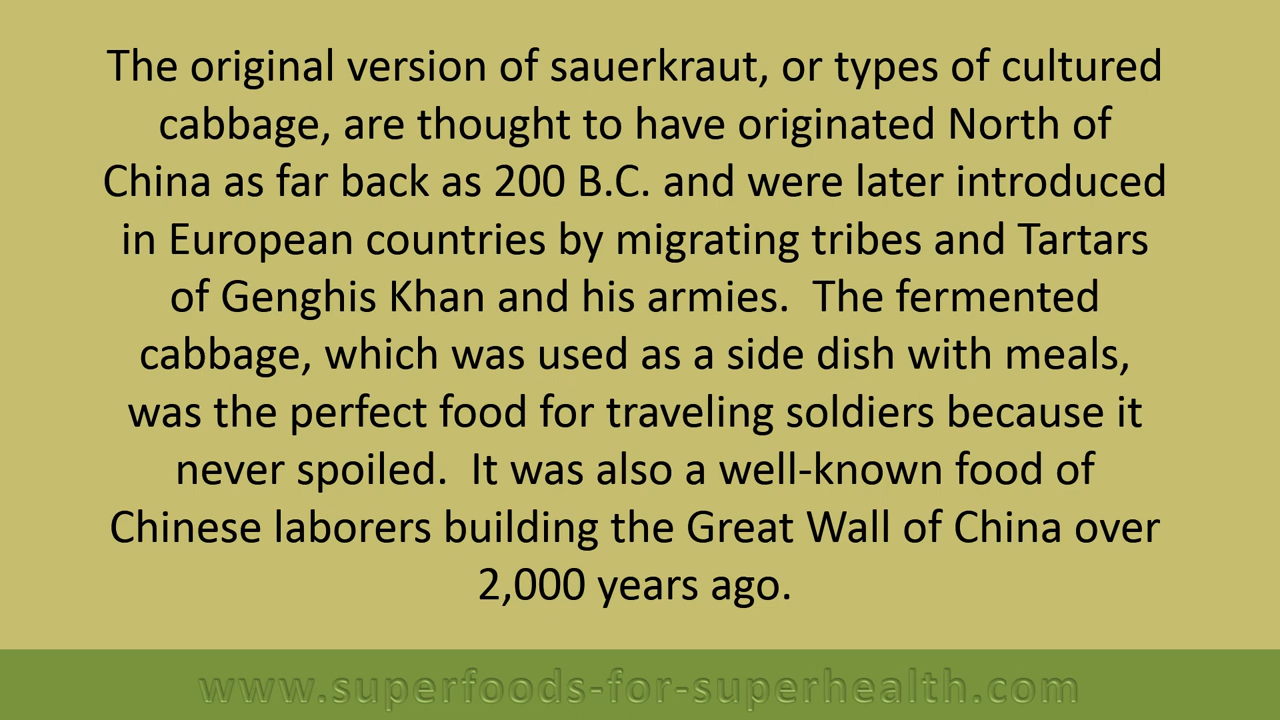 The original version of sauerkraut, or types of cultured
cabbage, are thought to have originated North of
China as far back as 200 B.C. and were later introduced
in European countries by migrating tribes and Tartars
of Genghis Khan and his armies.  The fermented
cabbage, which was used as a side dish with meals,
was the perfect food for traveling soldiers because it
never spoiled.  It was also a well-known food of
Chinese laborers building the Great Wall of China over
2,000 years ago.
www.superfoods-for-superhealth.com